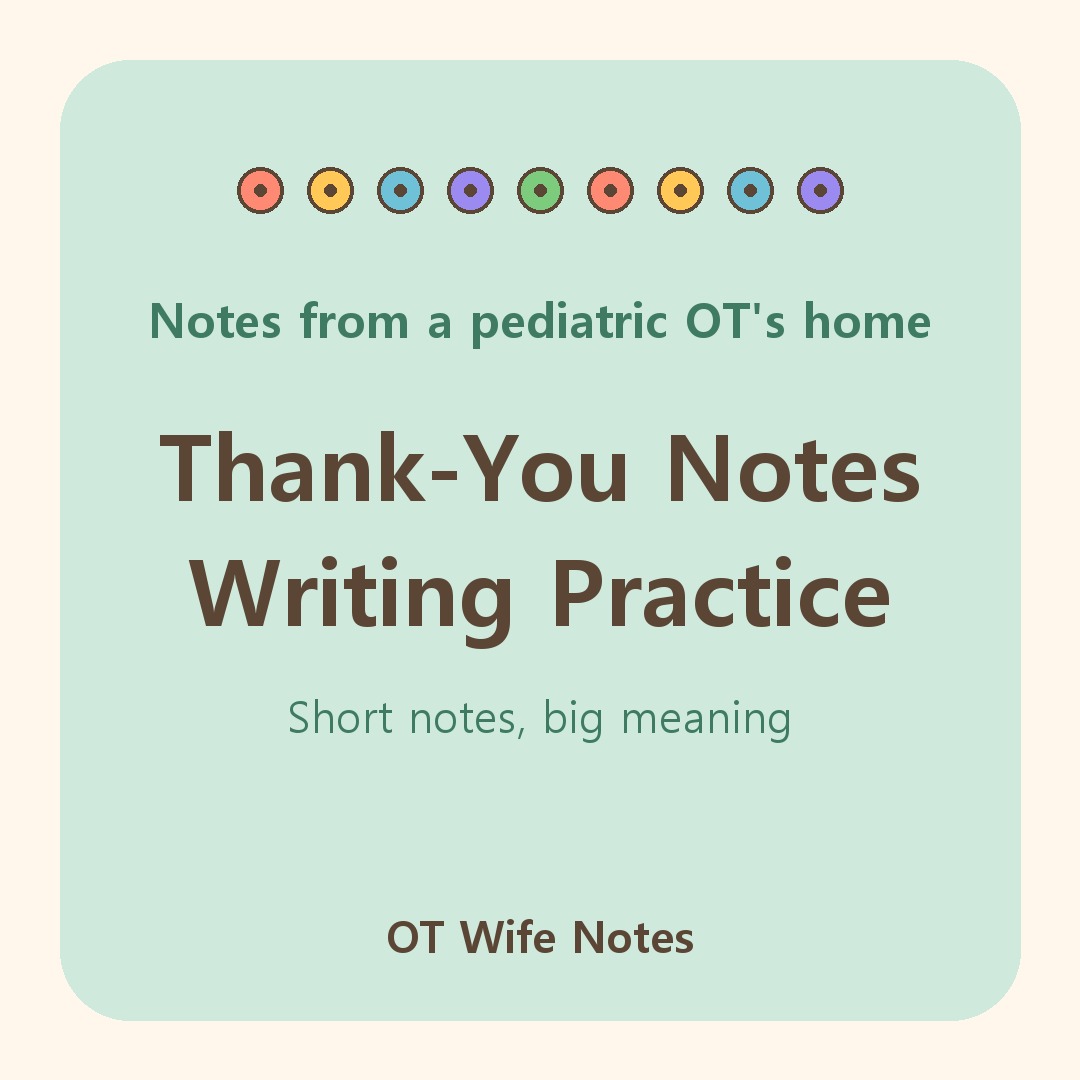 Notes from a pediatric OT's home
Thank-You Notes
Writing Practice
Short notes, big meaning
OT Wife Notes